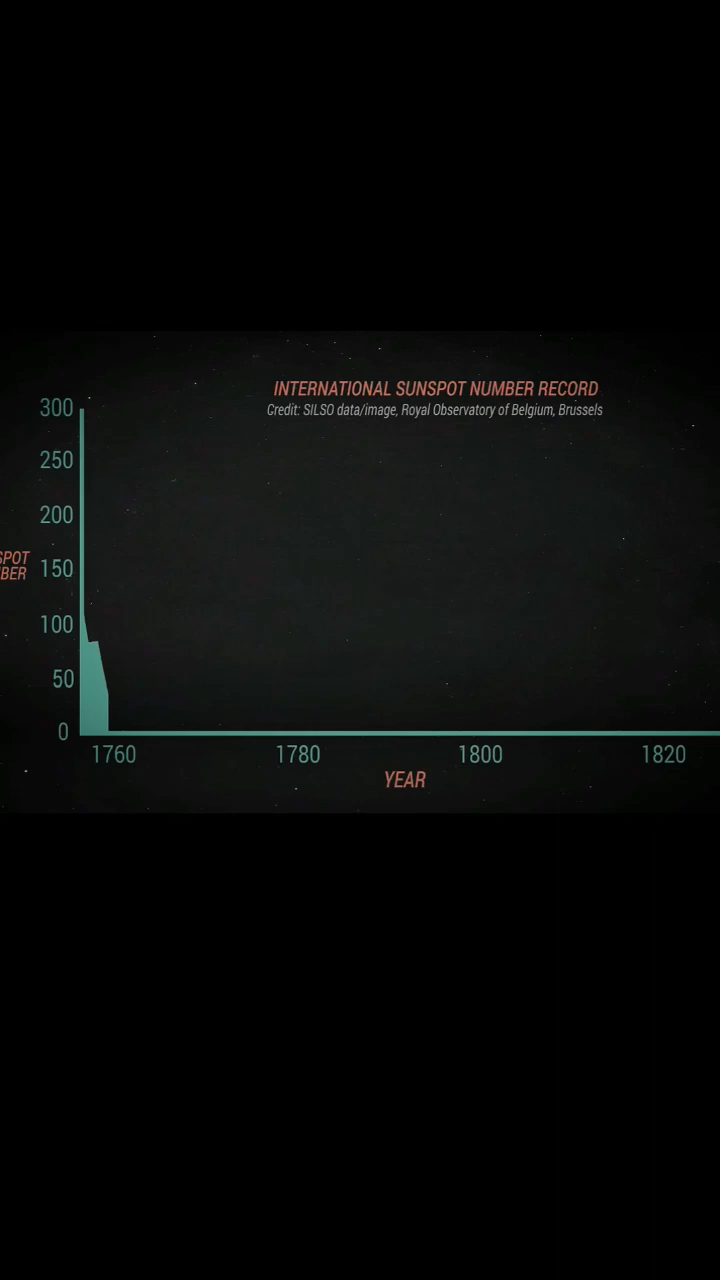 INTERNATIONAL SUNSPOT NUMBER RECORD
Credit: SILSO data/image, Royal Observatory of Belgium, Brussels
300
250
200
SPOT
BER
150
100
50
0
1760 1780 1800 1820
YEAR